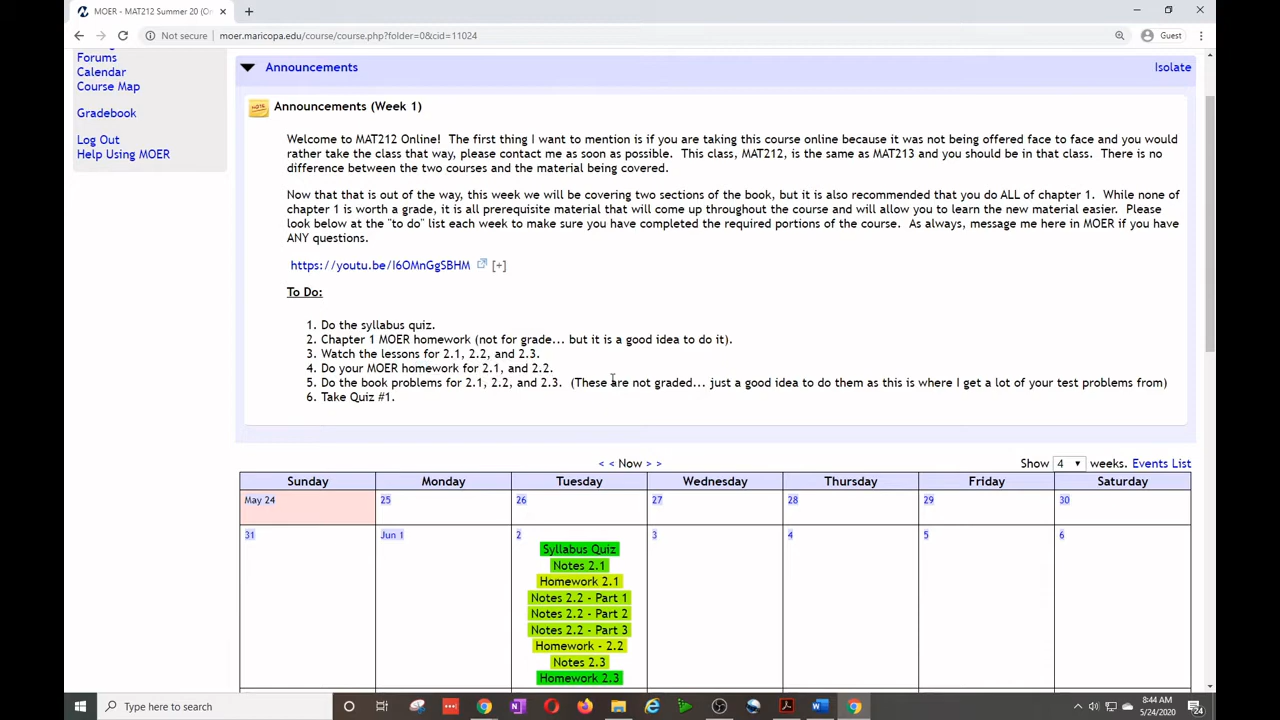 MOER - MAT212 Summer 20 (On
Not secure
moer.maricopa.edu/course/course.php?folder=0&cid=11024
Guest
Forums
Calendar
Course Map
Gradebook
Log Out
Help Using MOER
Announcements
Isolate
Announcements (Week 1)
Welcome to MAT212 Online!  The first thing I want to mention is if you are taking this course online because it was not being offered face to face and you would
rather take the class that way, please contact me as soon as possible.  This class, MAT212, is the same as MAT213 and you should be in that class.  There is no
difference between the two courses and the material being covered.
Now that that is out of the way, this week we will be covering two sections of the book, but it is also recommended that you do ALL of chapter 1.  While none of
chapter 1 is worth a grade, it is all prerequisite material that will come up throughout the course and will allow you to learn the new material easier.  Please
look below at the "to do" list each week to make sure you have completed the required portions of the course.  As always, message me here in MOER if you have
ANY questions.
https://youtu.be/l6OMnGgSBHM [+]
To Do:
1. Do the syllabus quiz.
2. Chapter 1 MOER homework (not for grade... but it is a good idea to do it).
3. Watch the lessons for 2.1, 2.2, and 2.3.
4. Do your MOER homework for 2.1, and 2.2.
5. Do the book problems for 2.1, 2.2, and 2.3.  (These are not graded... just a good idea to do them as this is where I get a lot of your test problems from)
6. Take Quiz #1.
< < Now > >
Show 4 weeks. Events List
Sunday Monday Tuesday Wednesday Thursday Friday Saturday
May 24 25 26 27 28 29 30
31 Jun 1 2 3 4 5 6
Syllabus Quiz
Notes 2.1
Homework 2.1
Notes 2.2 - Part 1
Notes 2.2 - Part 2
Notes 2.2 - Part 3
Homework - 2.2
Notes 2.3
Homework 2.3
Type here to search
8:44 AM
5/24/2020
24